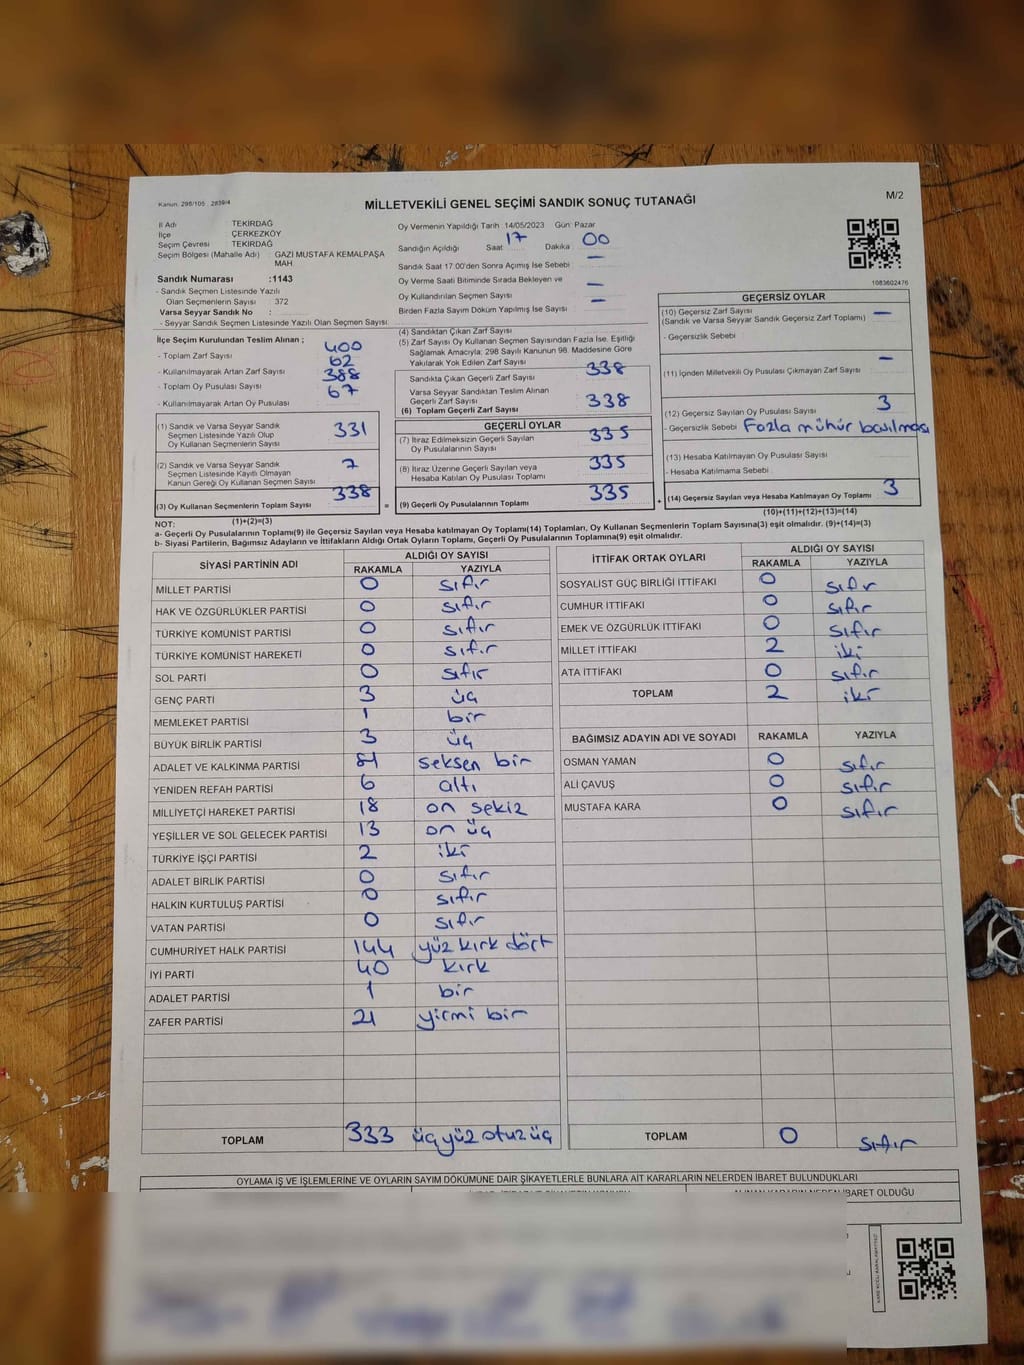 Kanun: 298/105 , 2839/4
MİLLETVEKİLİ GENEL SEÇİMİ SANDIK SONUÇ TUTANAĞI
M/2
İl Adı TEKİRDAĞ
İlçe ÇERKEZKÖY
Seçim Çevresi TEKİRDAĞ
Seçim Bölgesi (Mahalle Adı) : GAZİ MUSTAFA KEMALPAŞA MAH.
Sandık Numarası :1143
- Sandık Seçmen Listesinde Yazılı
Olan Seçmenlerin Sayısı : 372
Varsa Seyyar Sandık No :
- Seyyar Sandık Seçmen Listesinde Yazılı Olan Seçmen Sayısı:
Oy Vermenin Yapıldığı Tarih :14/05/2023 Gün: Pazar
Sandığın Açıldığı Saat 17 Dakika 00
Sandık Saat 17.00'den Sonra Açımış İse Sebebi —
Oy Verme Saati Bitiminde Sırada Bekleyen ve
Oy Kullandırılan Seçmen Sayısı —
Birden Fazla Sayım Döküm Yapılmış İse Sayısı —
1083602476
İlçe Seçim Kurulundan Teslim Alınan ;
- Toplam Zarf Sayısı 400
- Kullanılmayarak Artan Zarf Sayısı 62
- Toplam Oy Pusulası Sayısı 388
- Kullanılmayarak Artan Oy Pusulası 67
(4) Sandıktan Çıkan Zarf Sayısı
(5) Zarf Sayısı Oy Kullanan Seçmen Sayısından Fazla İse, Eşitliği
Sağlamak Amacıyla; 298 Sayılı Kanunun 98. Maddesine Göre
Yakılarak Yok Edilen Zarf Sayısı
Sandıkta Çıkan Geçerli Zarf Sayısı 338
Varsa Seyyar Sandıktan Teslim Alınan
Geçerli Zarf Sayısı
(6) Toplam Geçerli Zarf Sayısı 338
GEÇERSİZ OYLAR
(10) Geçersiz Zarf Sayısı —
(Sandık ve Varsa Seyyar Sandık Geçersiz Zarf Toplamı)
- Geçersizlik Sebebi
(11) İçinden Milletvekili Oy Pusulası Çıkmayan Zarf Sayısı —
(12) Geçersiz Sayılan Oy Pusulası Sayısı 3
- Geçersizlik Sebebi Fazla mühür basılması
(13) Hesaba Katılmayan Oy Pusulası Sayısı
- Hesaba Katılmama Sebebi
(14) Geçersiz Sayılan veya Hesaba Katılmayan Oy Toplamı 3
(10)+(11)+(12)+(13)=(14)
(1) Sandık ve Varsa Seyyar Sandık
Seçmen Listesinde Yazılı Olup
Oy Kullanan Seçmenlerin Sayısı 331
(2) Sandık ve Varsa Seyyar Sandık
Seçmen Listesinde Kayıtlı Olmayan
Kanun Gereği Oy Kullanan Seçmen Sayısı 7
(3) Oy Kullanan Seçmenlerin Toplam Sayısı 338
(1)+(2)=(3)
GEÇERLİ OYLAR
(7) İtiraz Edilmeksizin Geçerli Sayılan
Oy Pusulalarının Sayısı 335
(8) İtiraz Üzerine Geçerli Sayılan veya
Hesaba Katılan Oy Pusulası Toplamı 335
(9) Geçerli Oy Pusulalarının Toplamı 335
NOT:
a- Geçerli Oy Pusulalarının Toplamı(9) ile Geçersiz Sayılan veya Hesaba katılmayan Oy Toplamı(14) Toplamları, Oy Kullanan Seçmenlerin Toplam Sayısına(3) eşit olmalıdır. (9)+(14)=(3)
b- Siyasi Partilerin, Bağımsız Adayların ve İttifakların Aldığı Ortak Oyların Toplamı, Geçerli Oy Pusulalarının Toplamına(9) eşit olmalıdır.
SİYASİ PARTİNİN ADI ALDIĞI OY SAYISI
RAKAMLA YAZIYLA
MİLLET PARTİSİ 0 sıfır
HAK VE ÖZGÜRLÜKLER PARTİSİ 0 sıfır
TÜRKİYE KOMÜNİST PARTİSİ 0 sıfır
TÜRKİYE KOMÜNİST HAREKETİ 0 sıfır
SOL PARTİ 0 sıfır
GENÇ PARTİ 3 üç
MEMLEKET PARTİSİ 1 bir
BÜYÜK BİRLİK PARTİSİ 3 üç
ADALET VE KALKINMA PARTİSİ 81 seksen bir
YENİDEN REFAH PARTİSİ 6 altı
MİLLİYETÇİ HAREKET PARTİSİ 18 on sekiz
YEŞİLLER VE SOL GELECEK PARTİSİ 13 on üç
TÜRKİYE İŞÇİ PARTİSİ 2 iki
ADALET BİRLİK PARTİSİ 0 sıfır
HALKIN KURTULUŞ PARTİSİ 0 sıfır
VATAN PARTİSİ 0 sıfır
CUMHURİYET HALK PARTİSİ 144 yüz kırk dört
İYİ PARTİ 40 kırk
ADALET PARTİSİ 1 bir
ZAFER PARTİSİ 21 yirmi bir
TOPLAM 333 üç yüz otuz üç
İTTİFAK ORTAK OYLARI ALDIĞI OY SAYISI
RAKAMLA YAZIYLA
SOSYALİST GÜÇ BİRLİĞİ İTTİFAKI 0 sıfır
CUMHUR İTTİFAKI 0 sıfır
EMEK VE ÖZGÜRLÜK İTTİFAKI 0 sıfır
MİLLET İTTİFAKI 2 iki
ATA İTTİFAKI 0 sıfır
TOPLAM 2 iki
BAĞIMSIZ ADAYIN ADI VE SOYADI RAKAMLA YAZIYLA
OSMAN YAMAN 0 sıfır
ALİ ÇAVUŞ 0 sıfır
MUSTAFA KARA 0 sıfır
TOPLAM 0 sıfır
OYLAMA İŞ VE İŞLEMLERİNE VE OYLARIN SAYIM DÖKÜMÜNE DAİR ŞİKAYETLERLE BUNLARA AİT KARARLARIN NELERDEN İBARET BULUNDUKLARI
İBARET OLDUĞU